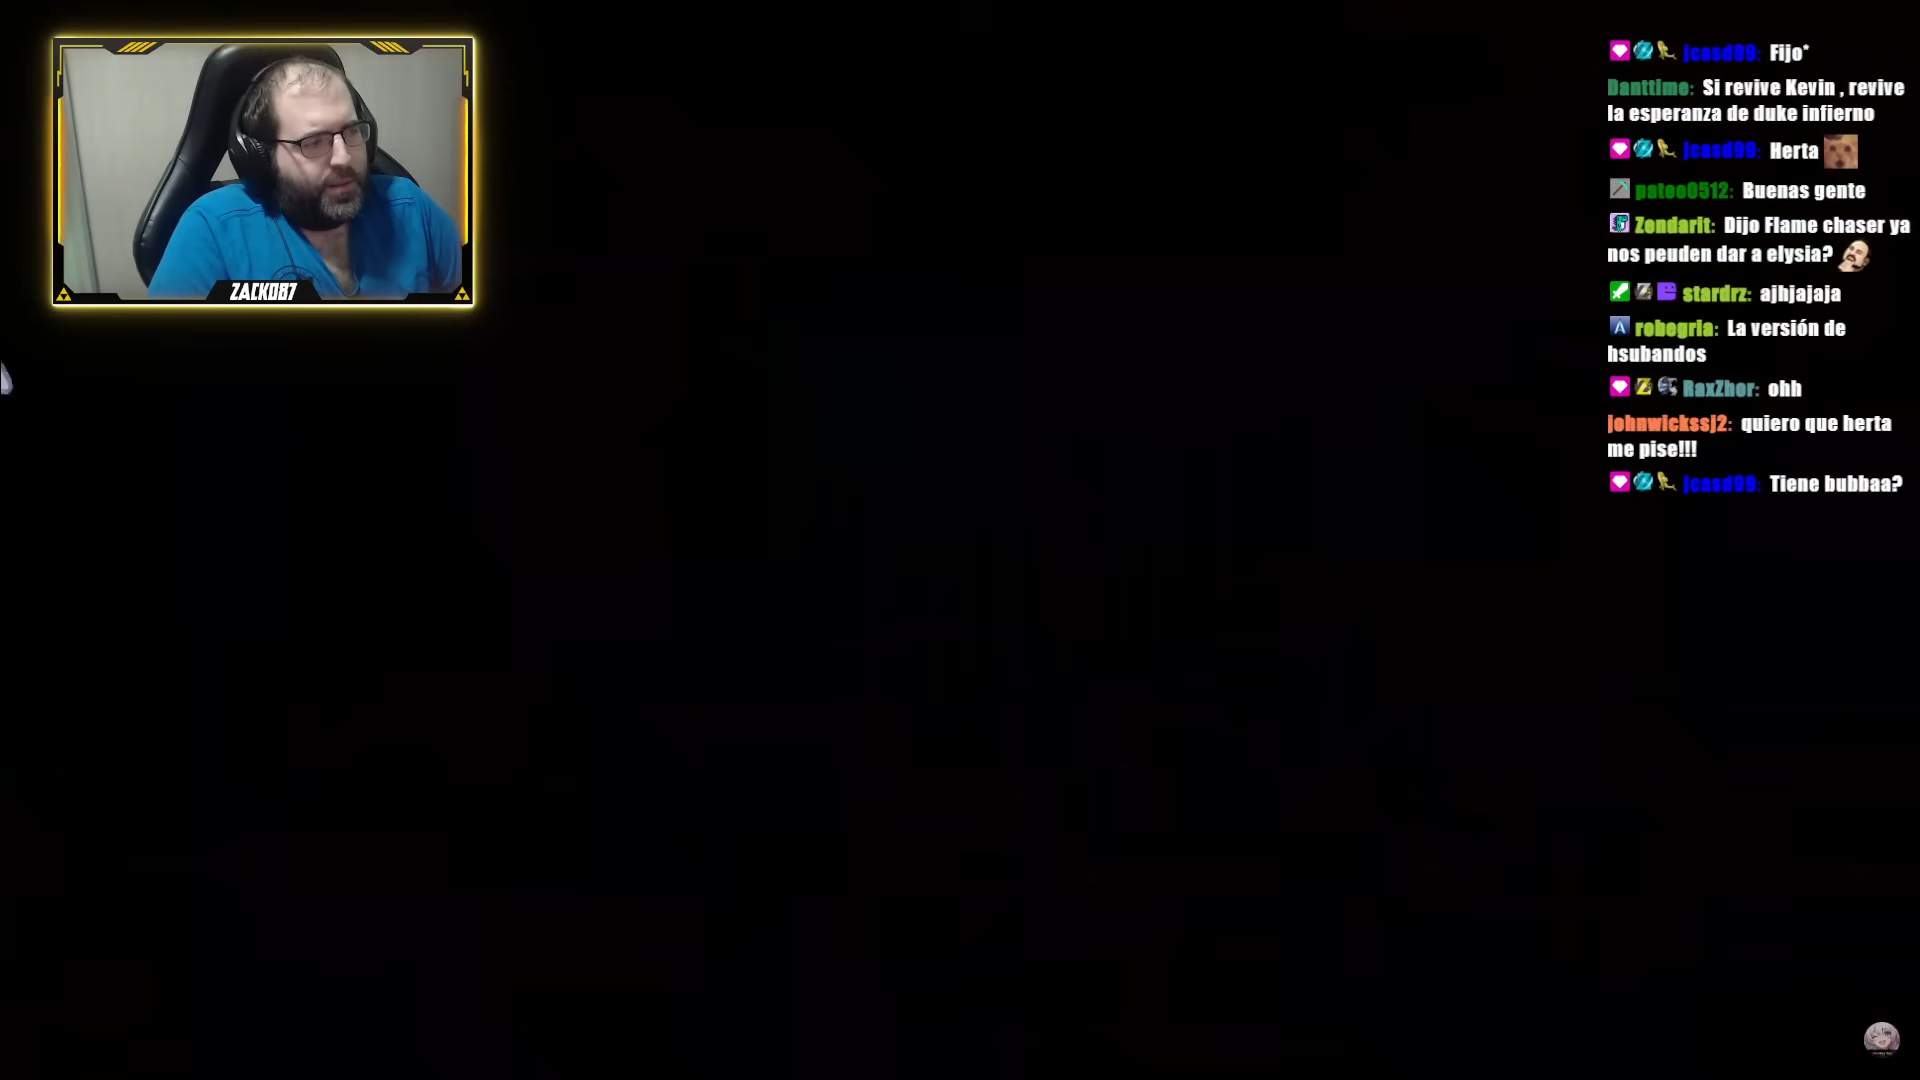 ZACK087
jcasd99: Fijo*
Danttime: Si revive Kevin , revive
la esperanza de duke infierno
jcasd99: Herta
patoo0512: Buenas gente
Zendarit: Dijo Flame chaser ya
nos peuden dar a elysia?
stardrz: ajhjajaja
robegria: La versión de
hsubandos
RaxZhor: ohh
johnwickssj2: quiero que herta
me pise!!!
jcasd99: Tiene bubbaa?